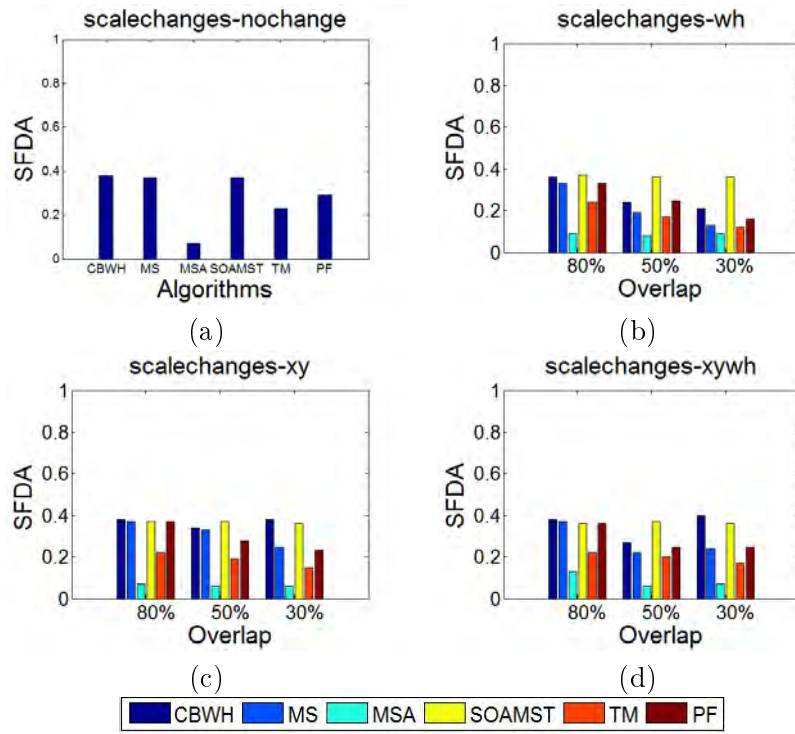 scalechanges-nochange
1
0.8
0.6
0.4
0.2
0
SFDA
CBWH MS MSA SOAMST TM PF
Algorithms
(a)
scalechanges-wh
1
0.8
0.6
0.4
0.2
0
SFDA
80% 50% 30%
Overlap
(b)
scalechanges-xy
1
0.8
0.6
0.4
0.2
0
SFDA
80% 50% 30%
Overlap
(c)
scalechanges-xywh
1
0.8
0.6
0.4
0.2
0
SFDA
80% 50% 30%
Overlap
(d)
CBWH MS MSA SOAMST TM PF